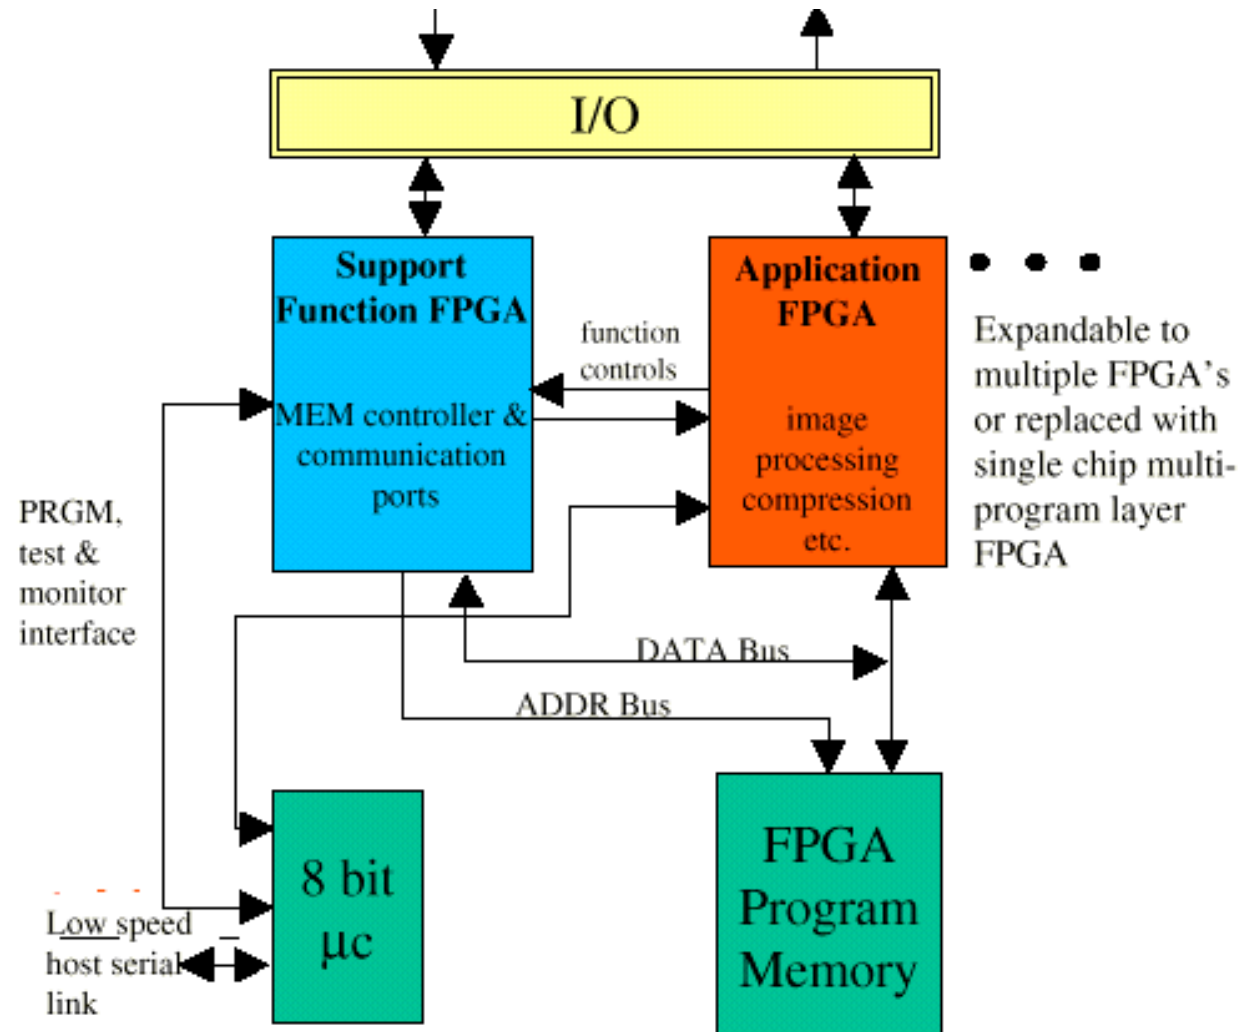 I/O
Support
Function FPGA
MEM controller &
communication
ports
function
controls
Application
FPGA
image
processing
compression
etc.
Expandable to
multiple FPGA's
or replaced with
single chip multi-
program layer
FPGA
PRGM,
test &
monitor
interface
DATA Bus
ADDR Bus
8 bit
µc
FPGA
Program
Memory
Low speed
host serial
link